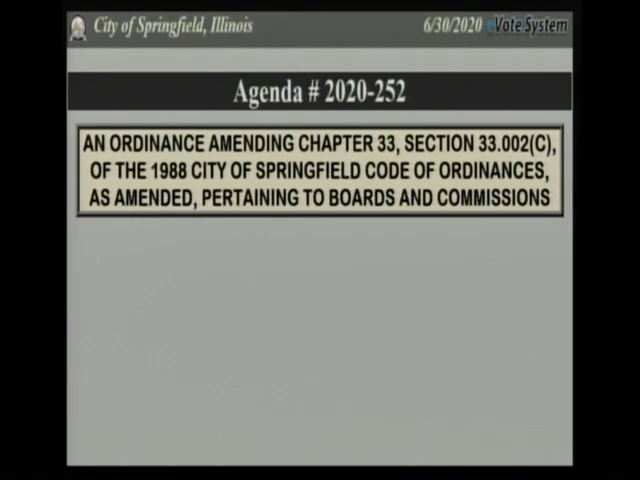 City of Springfield, Illinois 6/30/2020 eVote System
Agenda # 2020-252
AN ORDINANCE AMENDING CHAPTER 33, SECTION 33.002(C),
OF THE 1988 CITY OF SPRINGFIELD CODE OF ORDINANCES,
AS AMENDED, PERTAINING TO BOARDS AND COMMISSIONS